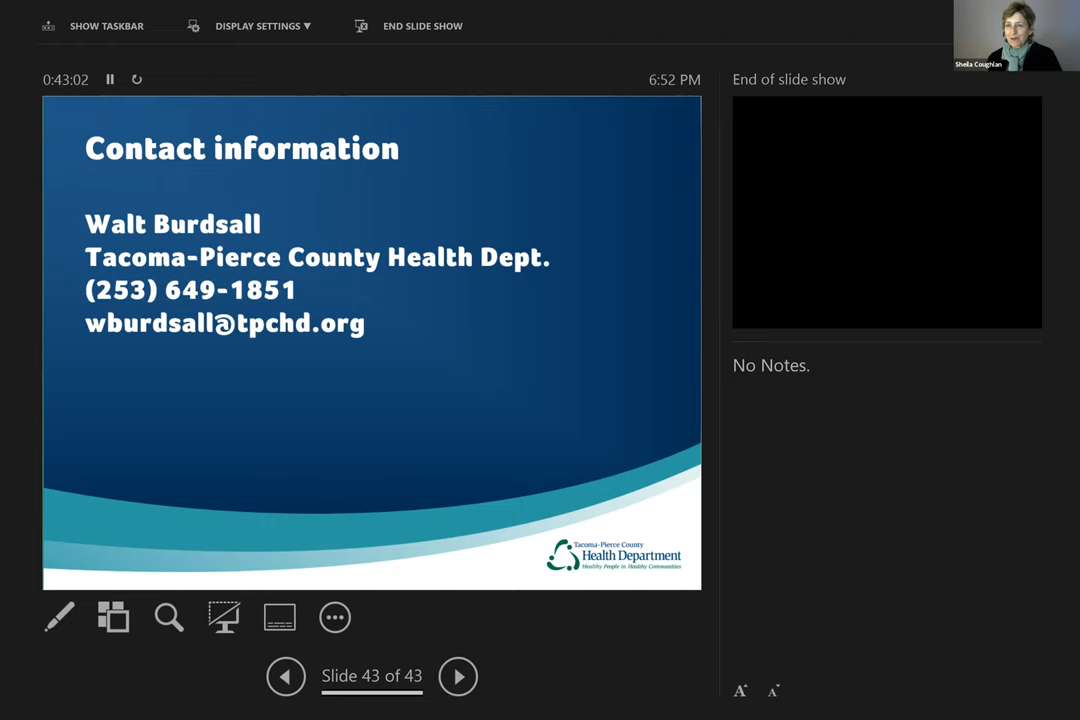 SHOW TASKBAR
DISPLAY SETTINGS ▼
END SLIDE SHOW
Sheila Coughlan
0:43:02
6:52 PM
End of slide show
Contact information
Walt Burdsall
Tacoma-Pierce County Health Dept.
(253) 649-1851
wburdsall@tpchd.org
Tacoma-Pierce County
Health Department
Healthy People in Healthy Communities
No Notes.
Slide 43 of 43
A A